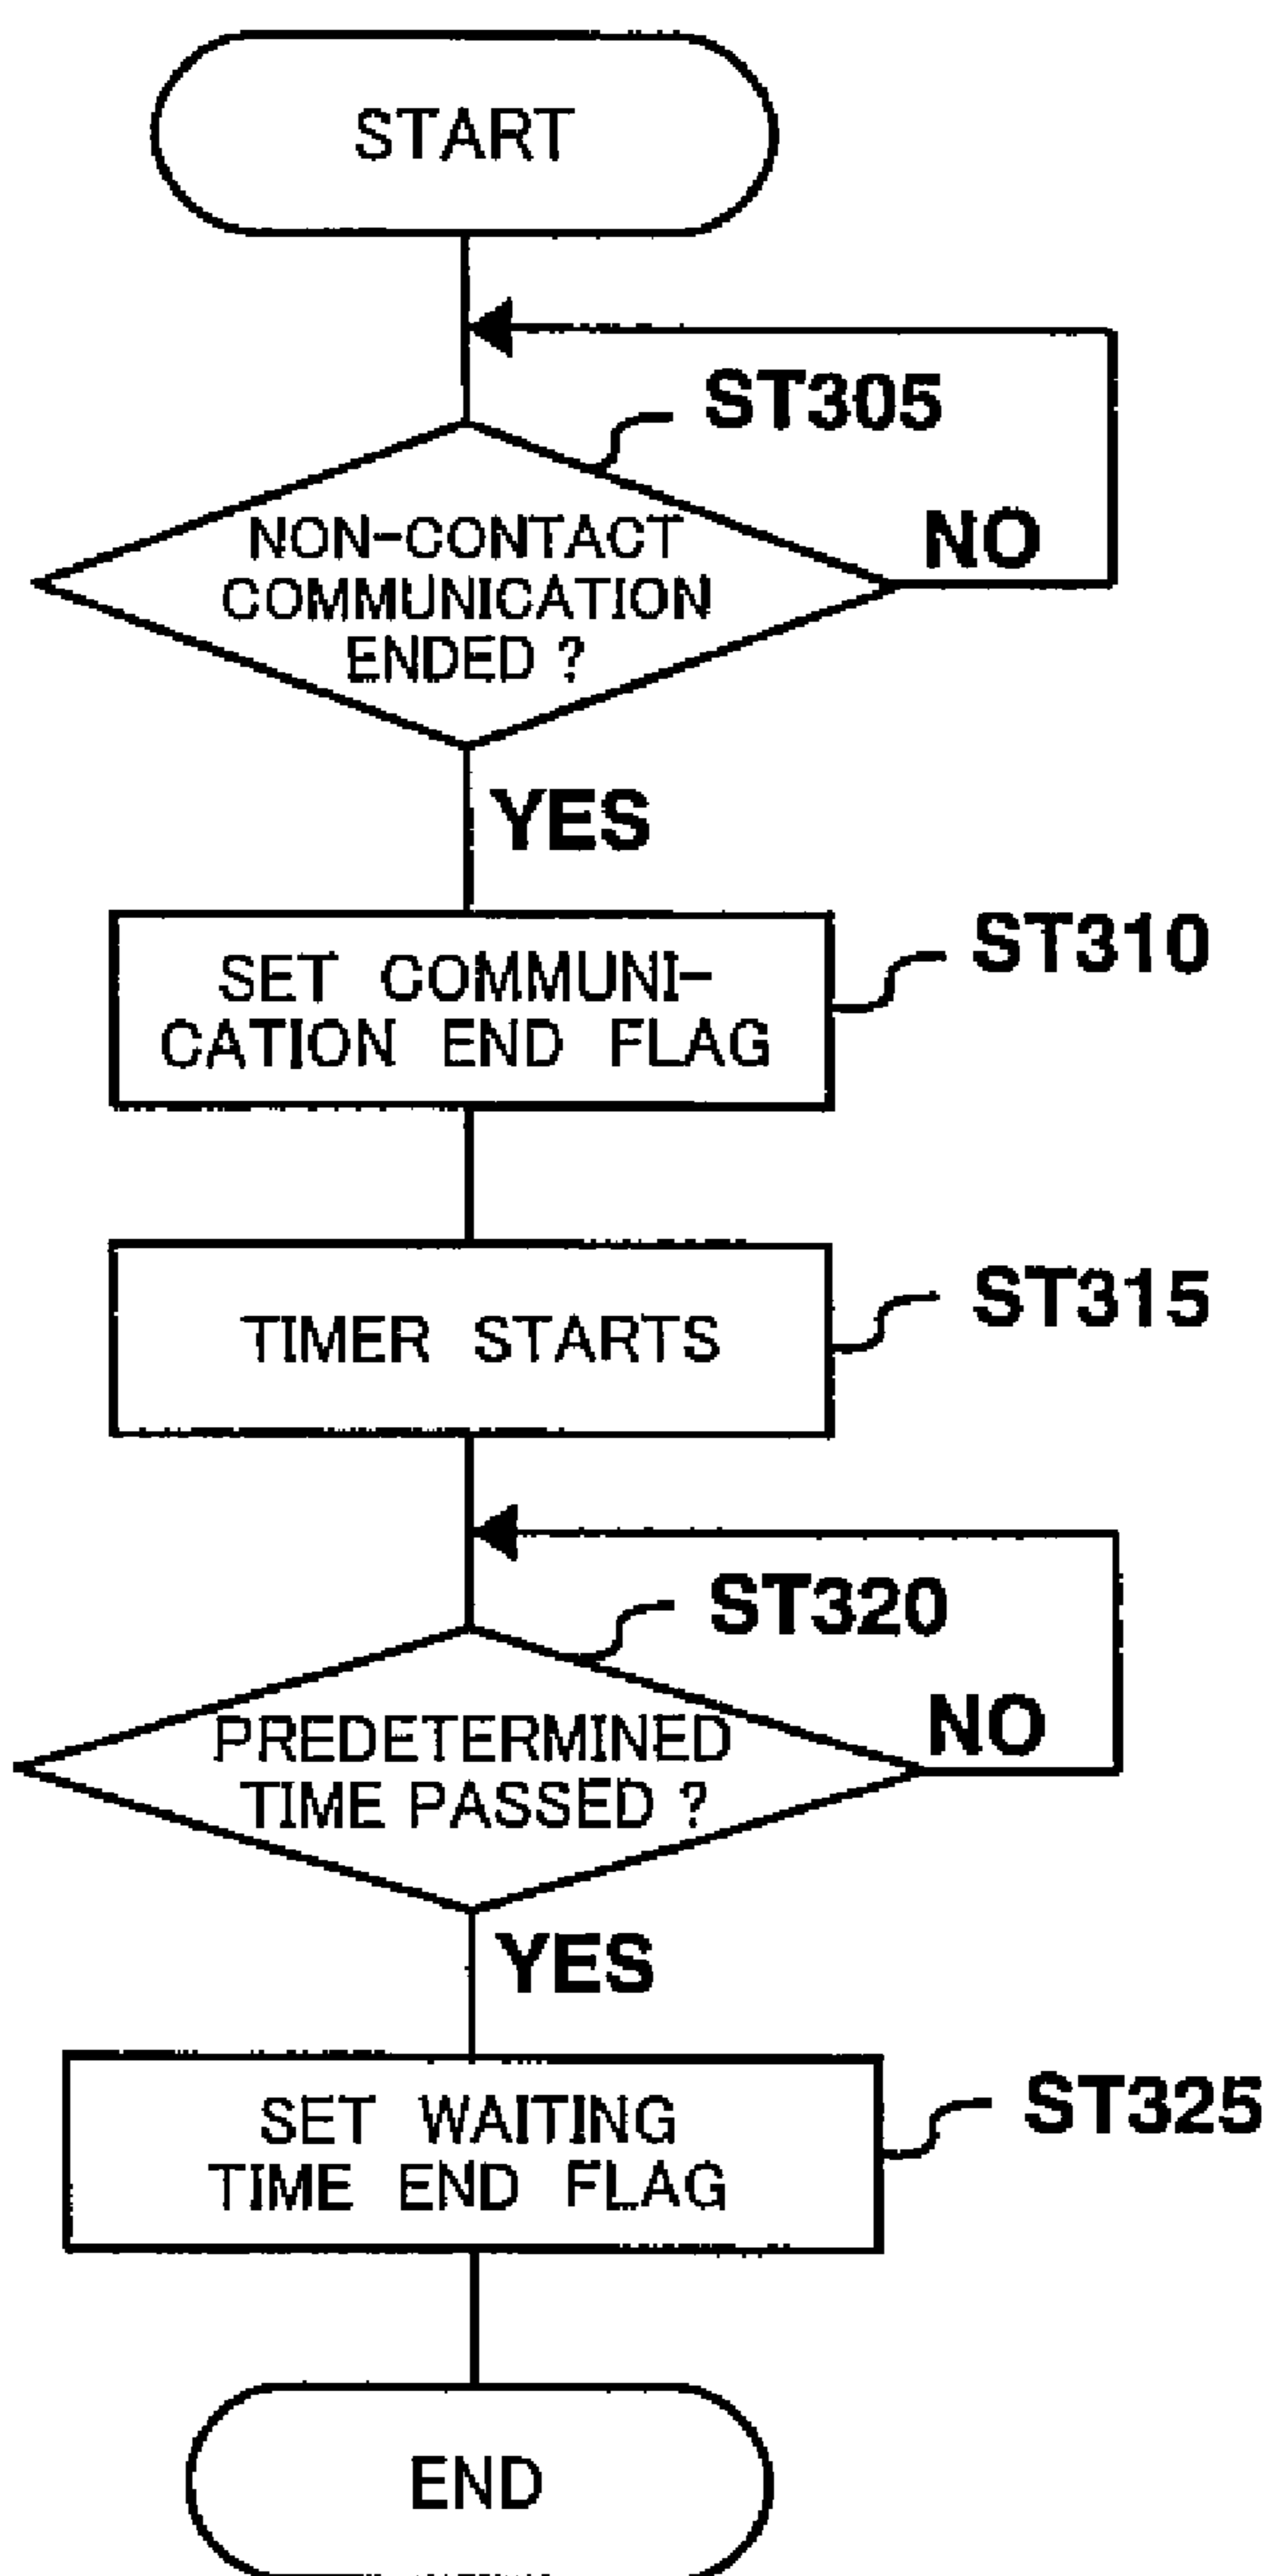 START
ST305
NON-CONTACT
COMMUNICATION
ENDED ?
NO
YES
SET COMMUNI-
CATION END FLAG
ST310
TIMER STARTS
ST315
ST320
PREDETERMINED
TIME PASSED ?
NO
YES
SET WAITING
TIME END FLAG
ST325
END